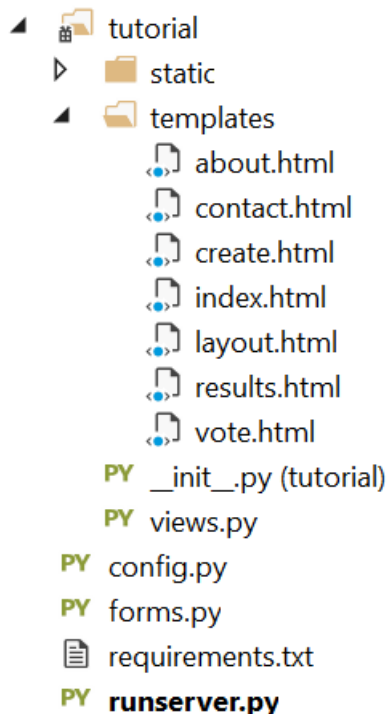 tutorial
static
templates
about.html
contact.html
create.html
index.html
layout.html
results.html
vote.html
PY __init__.py (tutorial)
PY views.py
PY config.py
PY forms.py
requirements.txt
PY runserver.py